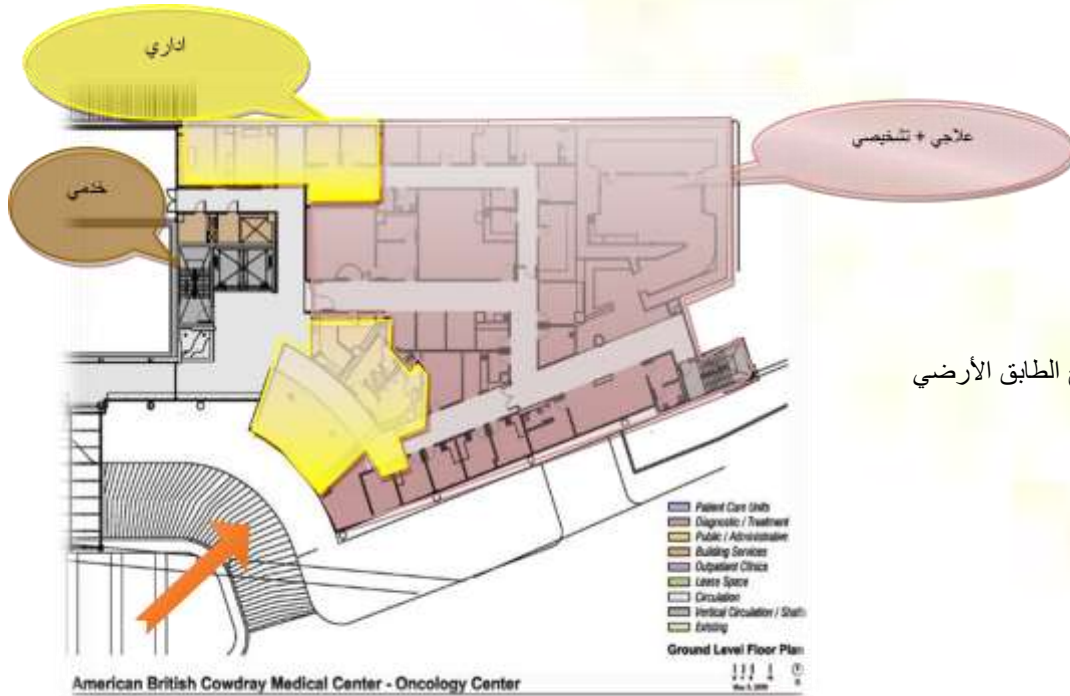 اداري
علاجي + تشخيصي
خدمي
الطابق الأرضي
Patient Care Units
Diagnostic / Treatment
Public / Administrative
Building Services
Outpatient Clinics
Lease Space
Circulation
Vertical Circulation / Shafts
Existing
Ground Level Floor Plan
American British Cowdray Medical Center - Oncology Center